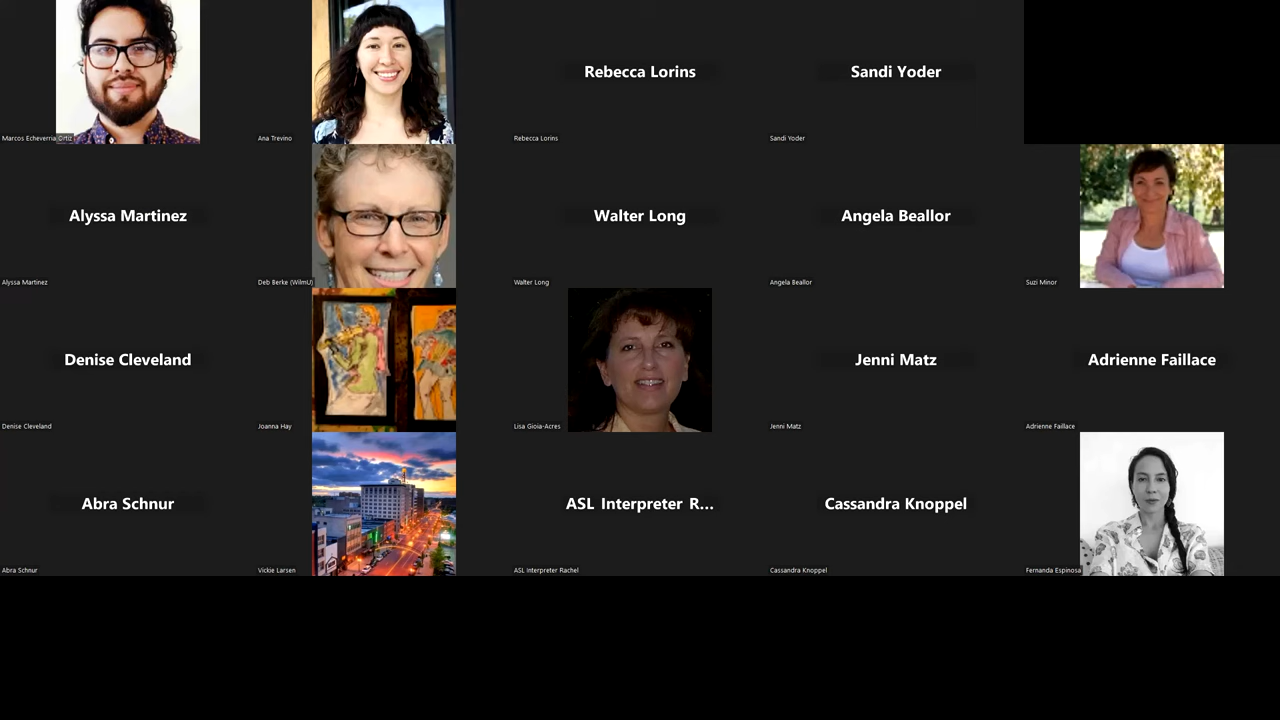 Rebecca Lorins
Sandi Yoder
Marcos Echeverria Ortiz
Ana Trevino
Rebecca Lorins
Sandi Yoder
Alyssa Martinez
Walter Long
Angela Beallor
Alyssa Martinez
Deb Berke (WilmU)
Walter Long
Angela Beallor
Suzi Minor
Denise Cleveland
Jenni Matz
Adrienne Faillace
Denise Cleveland
Joanna Hay
Lisa Gioia-Acres
Jenni Matz
Adrienne Faillace
Abra Schnur
ASL Interpreter R...
Cassandra Knoppel
Abra Schnur
Vickie Larsen
ASL Interpreter Rachel
Cassandra Knoppel
Fernanda Espinosa